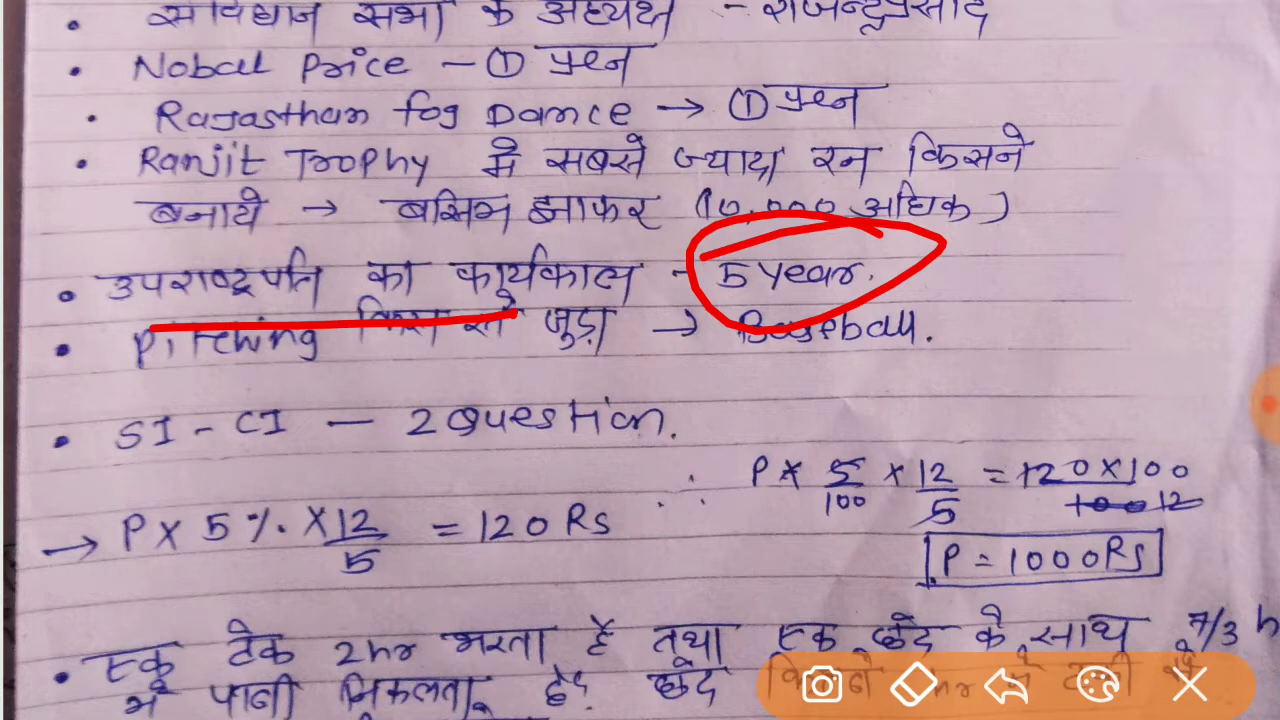 • संविधान सभा के अध्यक्ष - राजेन्द्रप्रसाद
• Nobal Price - ① प्रश्न
• Rajasthan fog Dance → ① प्रश्न
• Ranjit Trophy मे सबसे ज्यादा रन किसने
बनाये → बसिम जाफर (10,000 अधिक)
• उपराष्ट्रपति का कार्यकाल - 5 year.
• Pitching किस से जुड़ा → Baseball.
• SI - CI - 2 Question.
∴ P × 5/100 × 12/5 = 120×100 / 12
→ P × 5 %. × 12/5 = 120 Rs
P = 1000 Rs
• एक टेंक 2hr भरता है तथा एक छेद के साथ 7/3 h
में पानी निकलता है। छेद